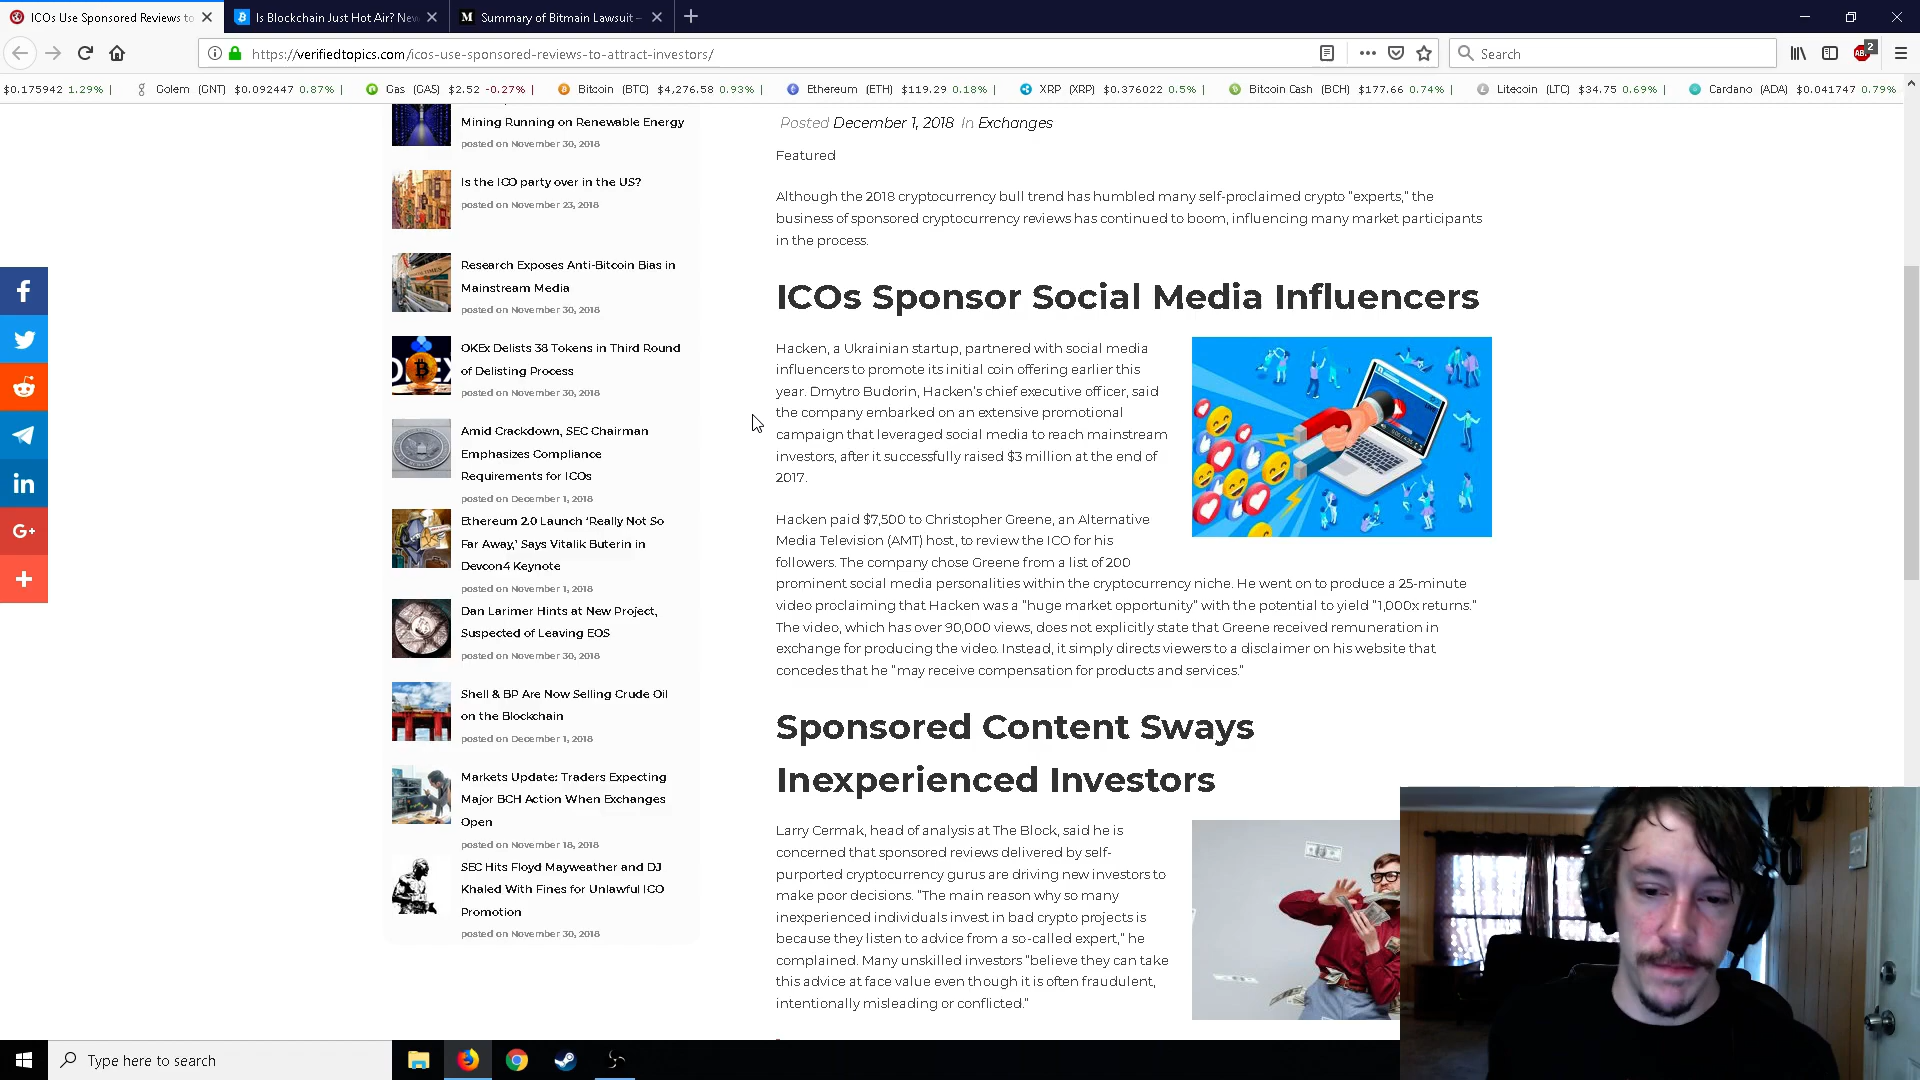 ICOs Use Sponsored Reviews to
Is Blockchain Just Hot Air? New
M Summary of Bitmain Lawsuit –
https://verifiedtopics.com/icos-use-sponsored-reviews-to-attract-investors/
Search
2
$0.175942 1.29% | Golem (GNT) $0.092447 0.87% | Gas (GAS) $2.52 -0.27% | Bitcoin (BTC) $4,276.58 0.93% | Ethereum (ETH) $119.29 0.18% | XRP (XRP) $0.376022 0.5% | Bitcoin Cash (BCH) $177.66 0.74% | Litecoin (LTC) $34.75 0.69% | Cardano (ADA) $0.041747 0.79%
Mining Running on Renewable Energy
posted on November 30, 2018
Is the ICO party over in the US?
posted on November 23, 2018
Research Exposes Anti-Bitcoin Bias in
Mainstream Media
posted on November 30, 2018
OKEx Delists 38 Tokens in Third Round
of Delisting Process
posted on November 30, 2018
Amid Crackdown, SEC Chairman
Emphasizes Compliance
Requirements for ICOs
posted on December 1, 2018
Ethereum 2.0 Launch ‘Really Not So
Far Away,’ Says Vitalik Buterin in
Devcon4 Keynote
posted on November 1, 2018
Dan Larimer Hints at New Project,
Suspected of Leaving EOS
posted on November 30, 2018
Shell & BP Are Now Selling Crude Oil
on the Blockchain
posted on December 1, 2018
Markets Update: Traders Expecting
Major BCH Action When Exchanges
Open
posted on November 18, 2018
SEC Hits Floyd Mayweather and DJ
Khaled With Fines for Unlawful ICO
Promotion
posted on November 30, 2018
Posted December 1, 2018 In Exchanges
Featured
Although the 2018 cryptocurrency bull trend has humbled many self-proclaimed crypto “experts,” the
business of sponsored cryptocurrency reviews has continued to boom, influencing many market participants
in the process.
ICOs Sponsor Social Media Influencers
Hacken, a Ukrainian startup, partnered with social media
influencers to promote its initial coin offering earlier this
year. Dmytro Budorin, Hacken’s chief executive officer, said
the company embarked on an extensive promotional
campaign that leveraged social media to reach mainstream
investors, after it successfully raised $3 million at the end of
2017.
Hacken paid $7,500 to Christopher Greene, an Alternative
Media Television (AMT) host, to review the ICO for his
followers. The company chose Greene from a list of 200
prominent social media personalities within the cryptocurrency niche. He went on to produce a 25-minute
video proclaiming that Hacken was a “huge market opportunity” with the potential to yield “1,000x returns.”
The video, which has over 90,000 views, does not explicitly state that Greene received remuneration in
exchange for producing the video. Instead, it simply directs viewers to a disclaimer on his website that
concedes that he “may receive compensation for products and services.”
Sponsored Content Sways
Inexperienced Investors
Larry Cermak, head of analysis at The Block, said he is
concerned that sponsored reviews delivered by self-
purported cryptocurrency gurus are driving new investors to
make poor decisions. “The main reason why so many
inexperienced individuals invest in bad crypto projects is
because they listen to advice from a so-called expert,” he
complained. Many unskilled investors “believe they can take
this advice at face value even though it is often fraudulent,
intentionally misleading or conflicted.”
Type here to search